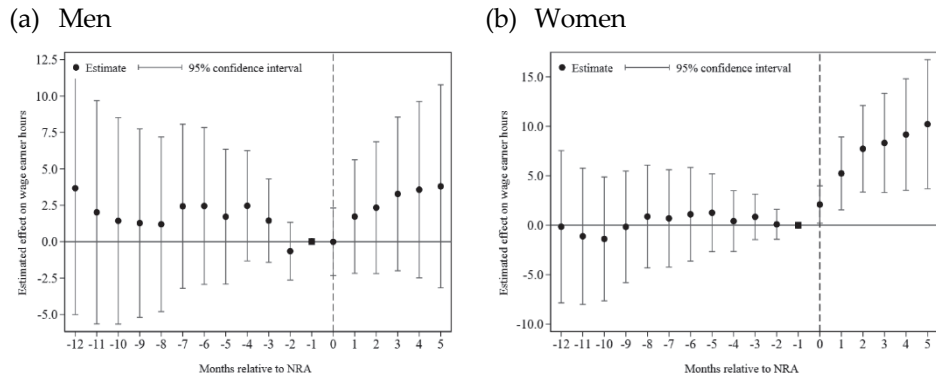 (a) Men
12.5
10.0
7.5
5.0
2.5
0.0
-2.5
-5.0
Estimated effect on wage earner hours
Estimate 95% confidence interval
-12 -11 -10 -9 -8 -7 -6 -5 -4 -3 -2 -1 0 1 2 3 4 5
Months relative to NRA
(b) Women
15.0
10.0
5.0
0.0
-5.0
-10.0
Estimated effect on wage earner hours
Estimate 95% confidence interval
-12 -11 -10 -9 -8 -7 -6 -5 -4 -3 -2 -1 0 1 2 3 4 5
Months relative to NRA